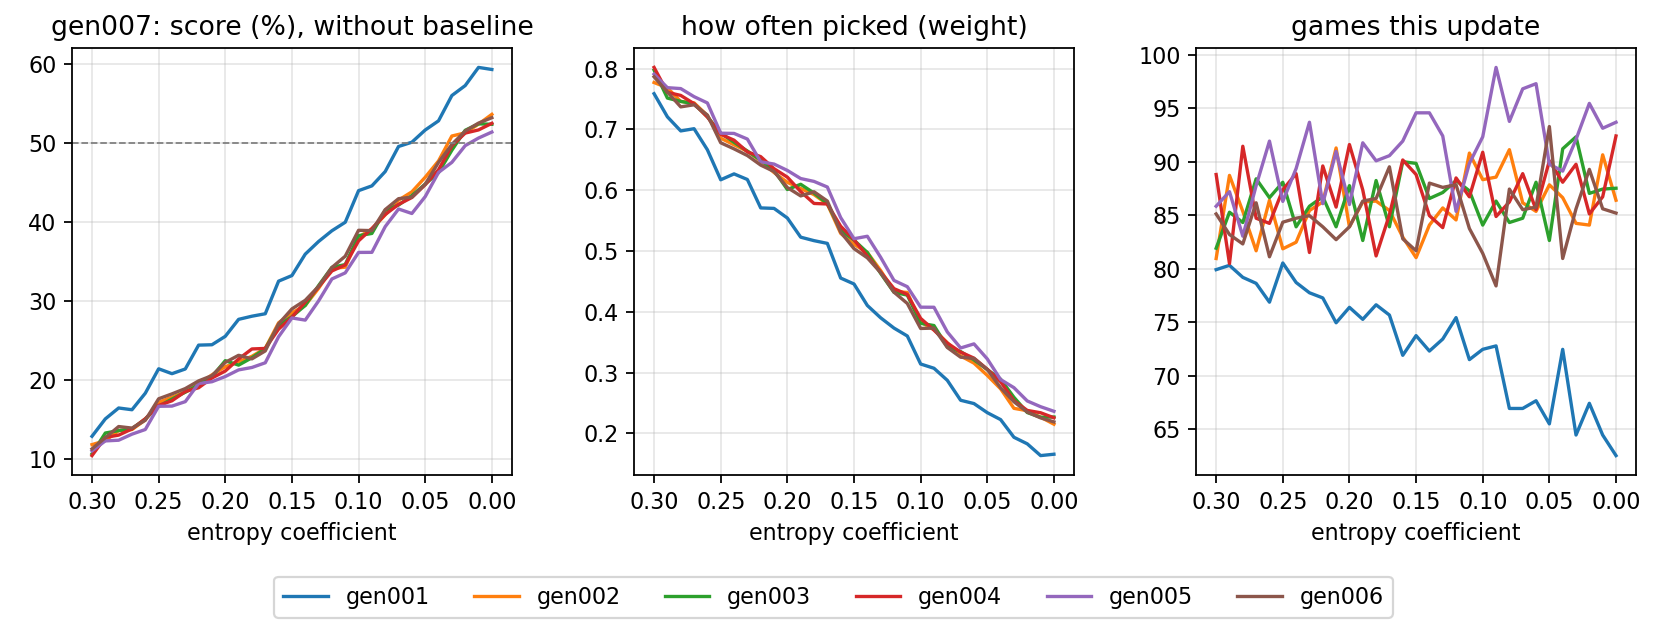 gen007: score (%), without baseline
how often picked (weight)
games this update
60
50
40
30
20
10
0.8
0.7
0.6
0.5
0.4
0.3
0.2
100
95
90
85
80
75
70
65
0.30 0.25 0.20 0.15 0.10 0.05 0.00
0.30 0.25 0.20 0.15 0.10 0.05 0.00
0.30 0.25 0.20 0.15 0.10 0.05 0.00
entropy coefficient
entropy coefficient
entropy coefficient
gen001 gen002 gen003 gen004 gen005 gen006